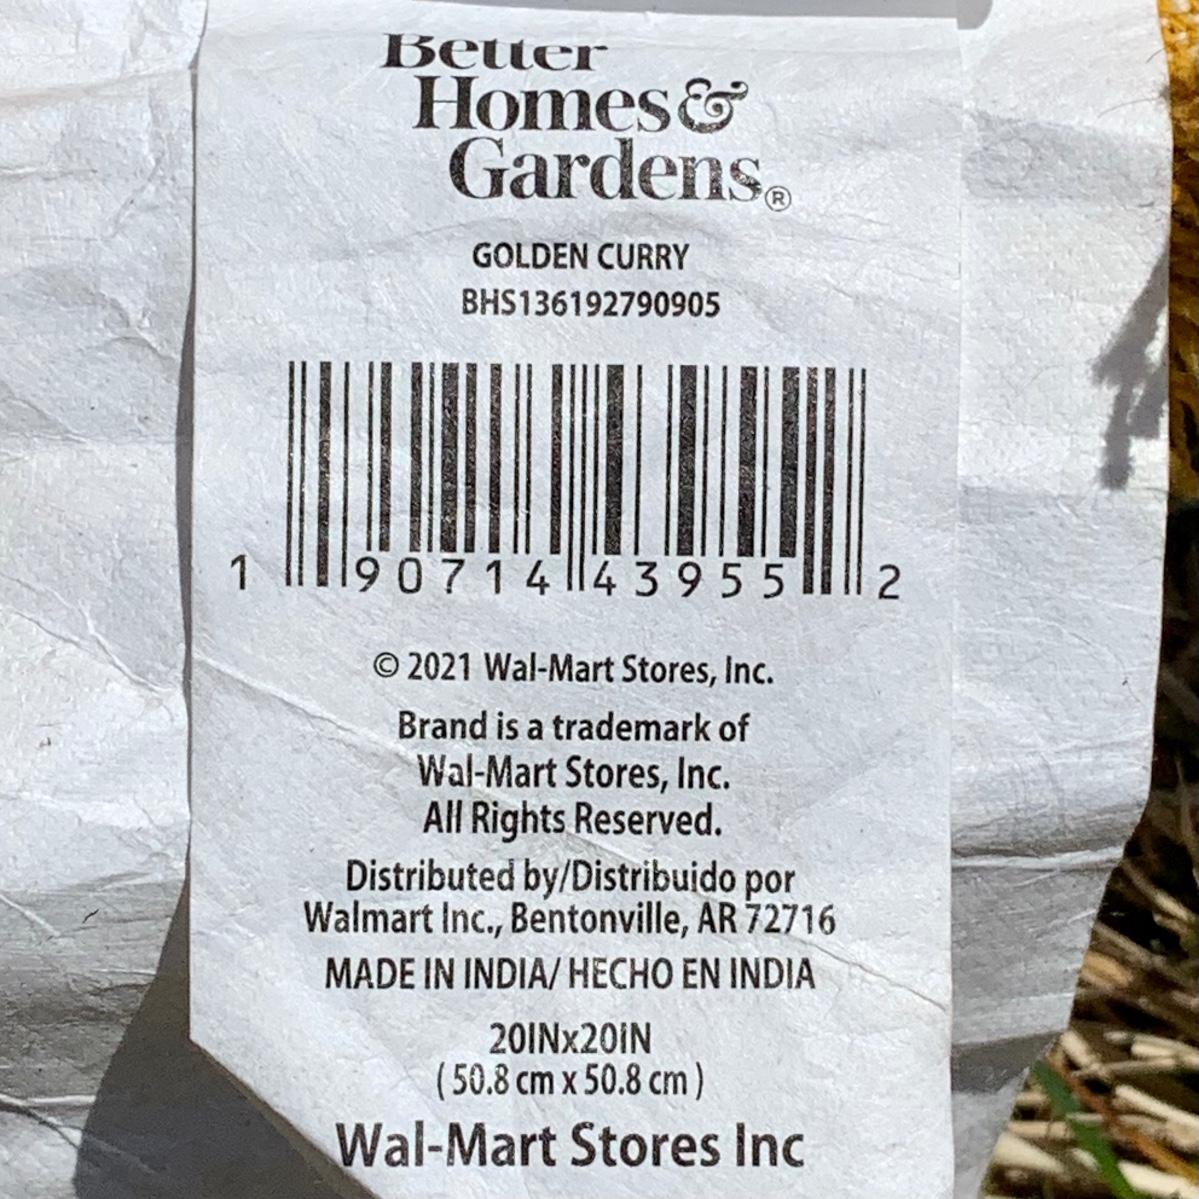 Better
Homes &
Gardens®
GOLDEN CURRY
BHS136192790905
1 90714 43955 2
© 2021 Wal-Mart Stores, Inc.
Brand is a trademark of
Wal-Mart Stores, Inc.
All Rights Reserved.
Distributed by/Distribuido por
Walmart Inc., Bentonville, AR 72716
MADE IN INDIA/ HECHO EN INDIA
20INx20IN
( 50.8 cm x 50.8 cm )
Wal-Mart Stores Inc